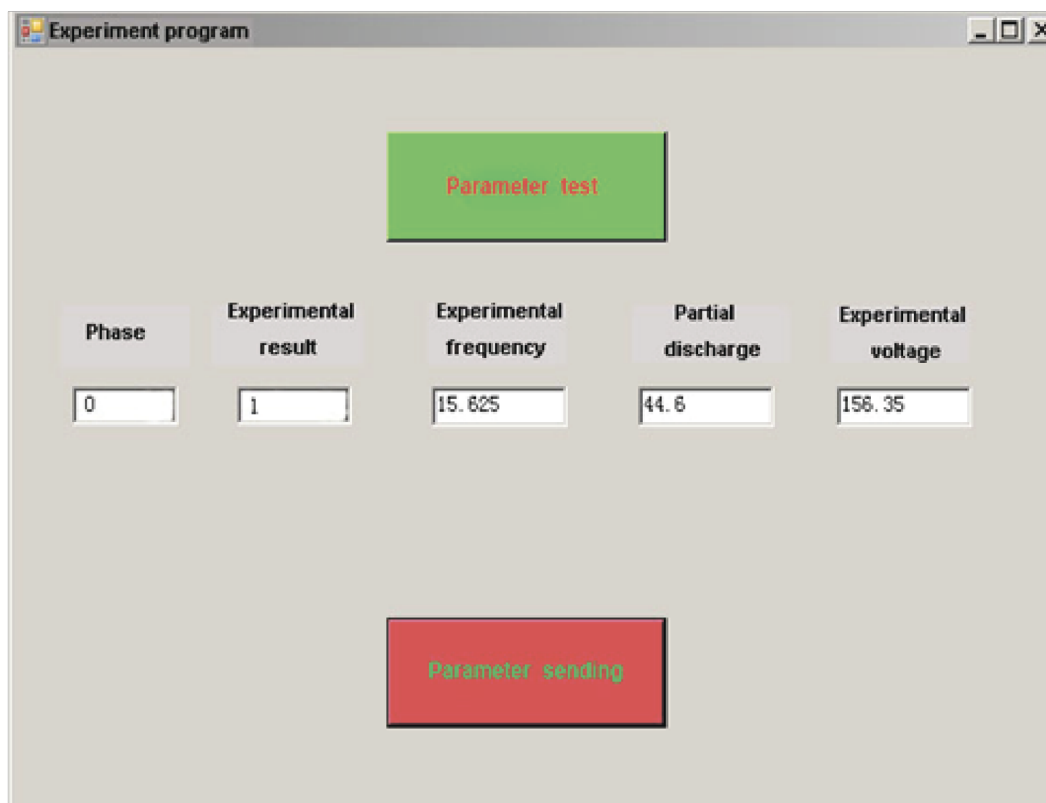 Experiment program
Parameter test
Phase
Experimental
result
Experimental
frequency
Partial
discharge
Experimental
voltage
0
1
15.625
44.6
156.35
Parameter sending